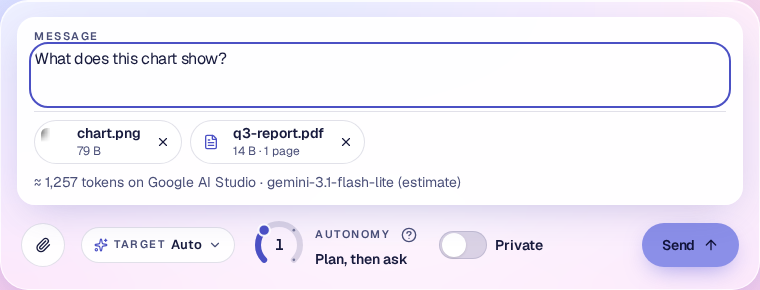 MESSAGE
What does this chart show?
chart.png
79 B
q3-report.pdf
14 B · 1 page
≈ 1,257 tokens on Google AI Studio · gemini-3.1-flash-lite (estimate)
TARGET Auto
1
AUTONOMY ?
Plan, then ask
Private
Send